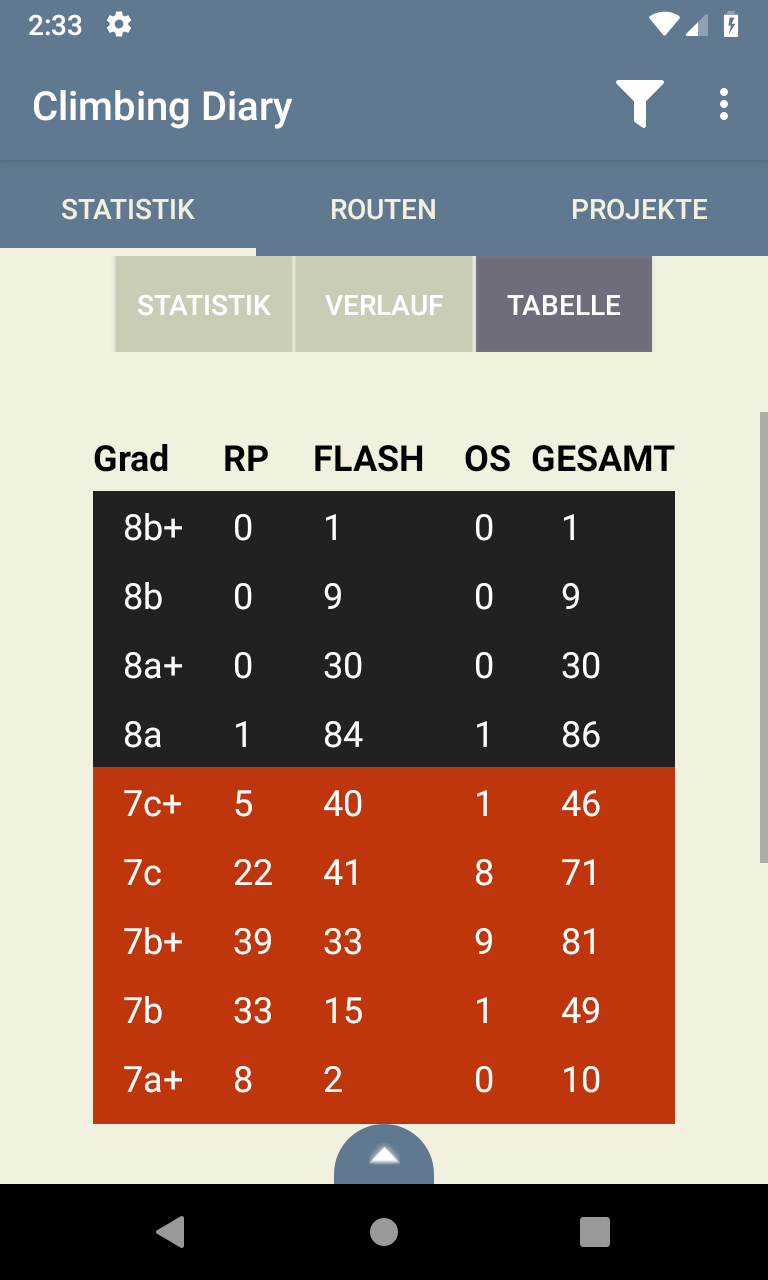 2:33
Climbing Diary
STATISTIK ROUTEN PROJEKTE
STATISTIK VERLAUF TABELLE
Grad RP FLASH OS GESAMT
8b+ 0 1 0 1
8b 0 9 0 9
8a+ 0 30 0 30
8a 1 84 1 86
7c+ 5 40 1 46
7c 22 41 8 71
7b+ 39 33 9 81
7b 33 15 1 49
7a+ 8 2 0 10